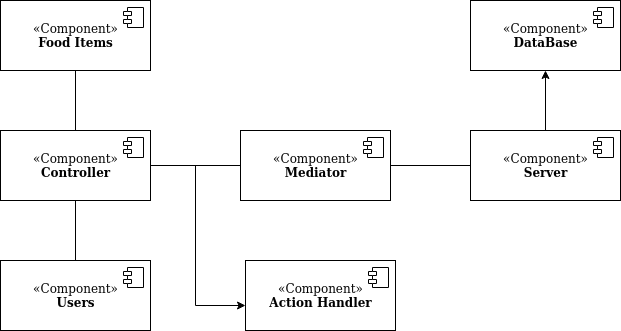 «Component»
Food Items
«Component»
DataBase
«Component»
Controller
«Component»
Mediator
«Component»
Server
«Component»
Users
«Component»
Action Handler